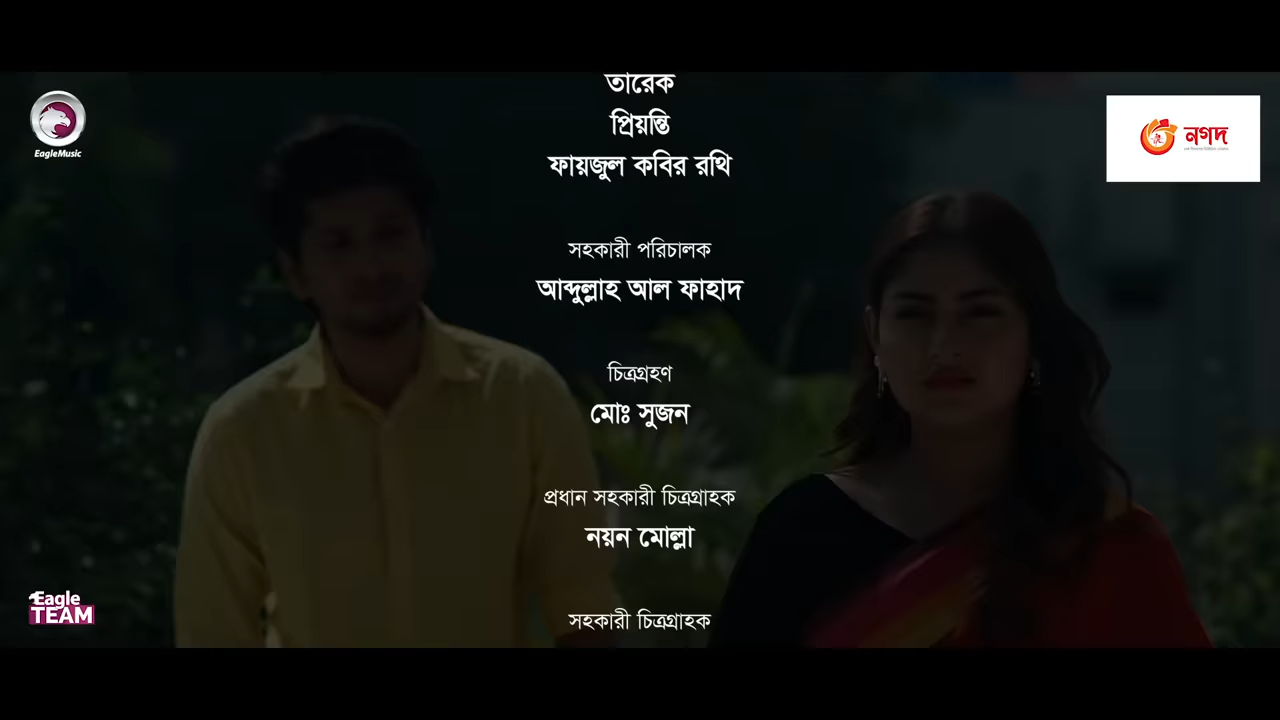 তারেক
প্রিয়ন্তি
ফায়জুল কবির রথি
সহকারী পরিচালক
আব্দুল্লাহ আল ফাহাদ
চিত্রগ্রহণ
মোঃ সুজন
প্রধান সহকারী চিত্রগ্রাহক
নয়ন মোল্লা
সহকারী চিত্রগ্রাহক
EagleMusic
নগদ
Eagle
TEAM